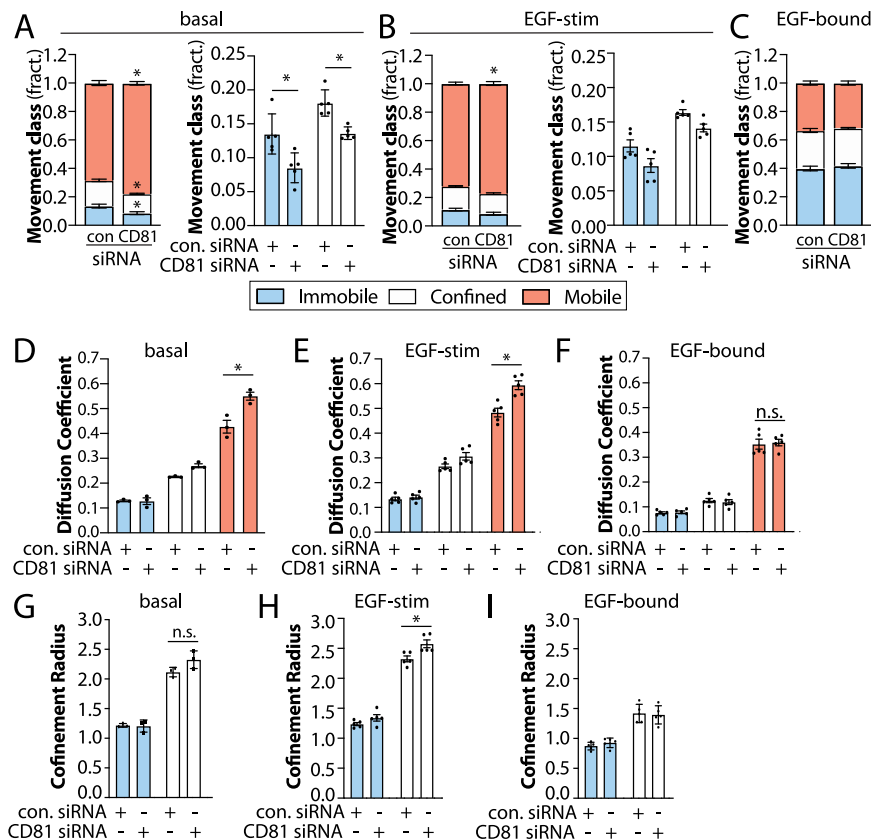 A basal B EGF-stim C EGF-bound
Movement class (fract.)
1.2
1.0
0.8
0.6
0.4
0.2
0.0
* * *
con CD81
siRNA
Movement class (fract.)
0.25
0.20
0.15
0.10
0.05
0.00
* *
con. siRNA + - + -
CD81 siRNA - + - +
Movement class (fract.)
1.2
1.0
0.8
0.6
0.4
0.2
0.0
*
con CD81
siRNA
Movement class (fract.)
0.25
0.20
0.15
0.10
0.05
0.00
+ - + -
- + - +
Movement class (fract.)
1.2
1.0
0.8
0.6
0.4
0.2
0.0
con CD81
siRNA
Immobile Confined Mobile
D basal
Diffusion Coefficient
0.7
0.6
0.5
0.4
0.3
0.2
0.1
0.0
*
con. siRNA + - + - + -
CD81 siRNA - + - + - +
E EGF-stim
Diffusion Coefficient
0.7
0.6
0.5
0.4
0.3
0.2
0.1
0.0
*
con. siRNA + - + - + -
CD81 siRNA - + - + - +
F EGF-bound
Diffusion Coefficient
0.7
0.6
0.5
0.4
0.3
0.2
0.1
0.0
n.s.
con. siRNA + - + - + -
CD81 siRNA - + - + - +
G basal
Cofinement Radius
3.0
2.5
2.0
1.5
1.0
0.5
0.0
n.s.
con. siRNA + - + -
CD81 siRNA - + - +
H EGF-stim
Cofinement Radius
3.0
2.5
2.0
1.5
1.0
0.5
0.0
*
con. siRNA + - + -
CD81 siRNA - + - +
I EGF-bound
Cofinement Radius
3.0
2.5
2.0
1.5
1.0
0.5
0.0
con. siRNA + - + -
CD81 siRNA - + - +